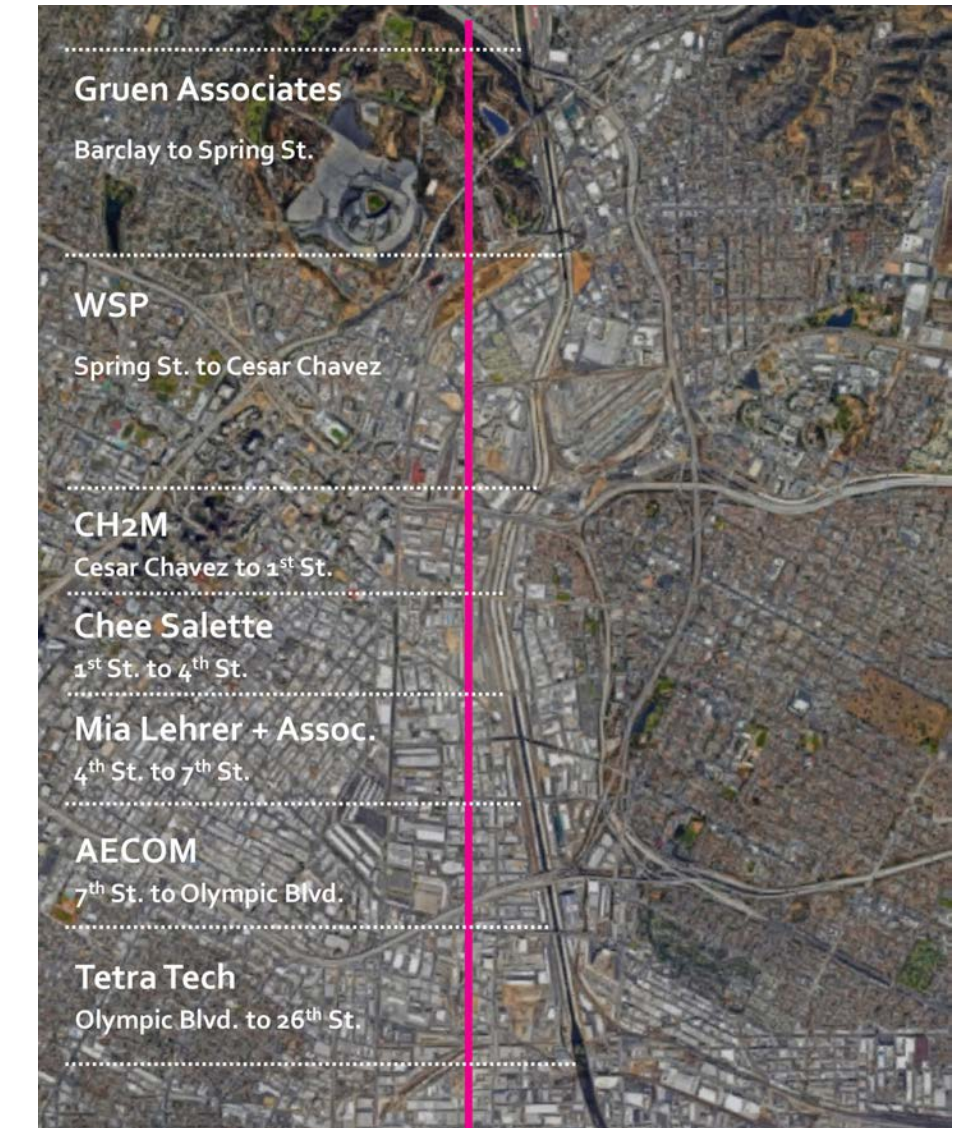 Gruen Associates
Barclay to Spring St.
WSP
Spring St. to Cesar Chavez
CH2M
Cesar Chavez to 1st St.
Chee Salette
1st St. to 4th St.
Mia Lehrer + Assoc.
4th St. to 7th St.
AECOM
7th St. to Olympic Blvd.
Tetra Tech
Olympic Blvd. to 26th St.